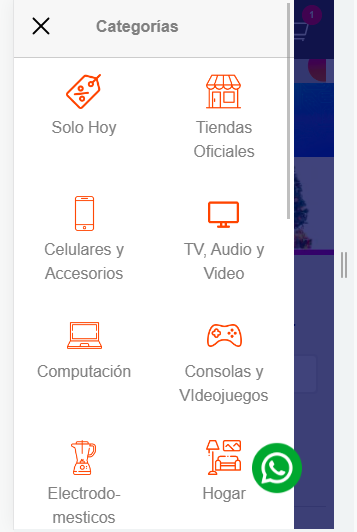 Categorías
1
Solo Hoy
Tiendas
Oficiales
Celulares y
Accesorios
TV, Audio y
Video
Computación
Consolas y
VIdeojuegos
Electrodo-
mesticos
Hogar